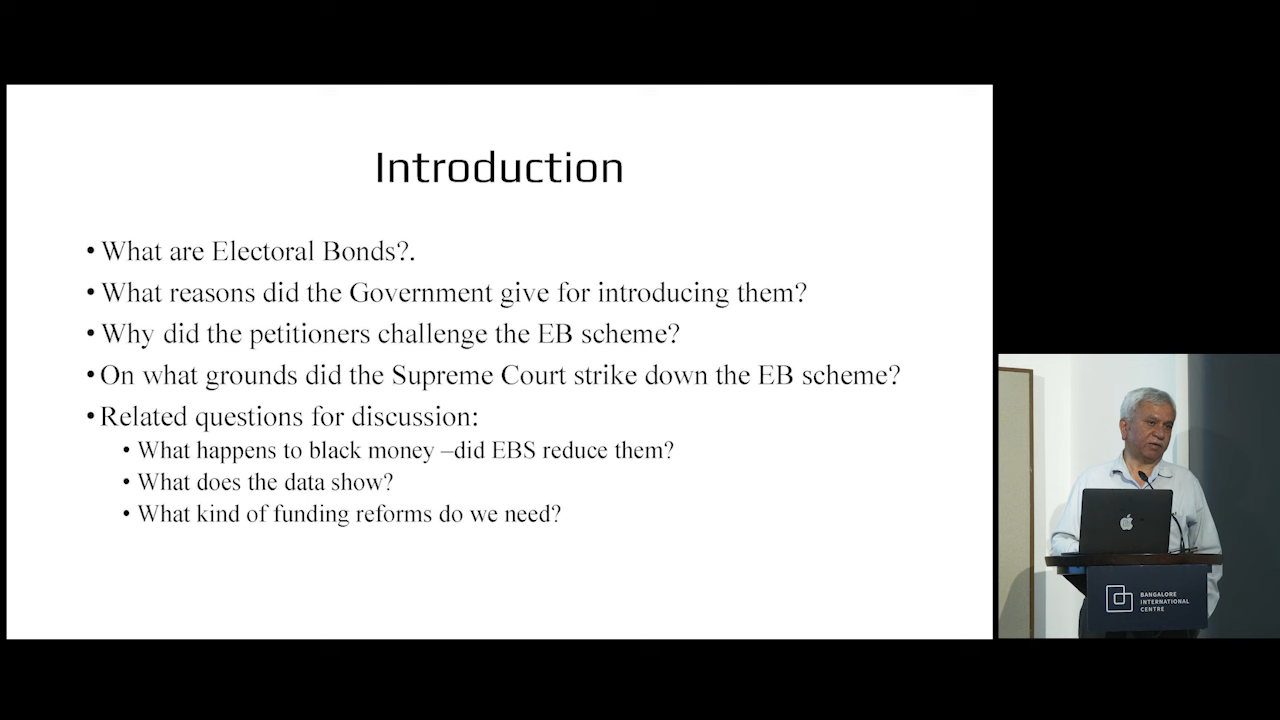 Introduction
• What are Electoral Bonds?.
• What reasons did the Government give for introducing them?
• Why did the petitioners challenge the EB scheme?
• On what grounds did the Supreme Court strike down the EB scheme?
• Related questions for discussion:
• What happens to black money –did EBS reduce them?
• What does the data show?
• What kind of funding reforms do we need?
BANGALORE
INTERNATIONAL
CENTRE